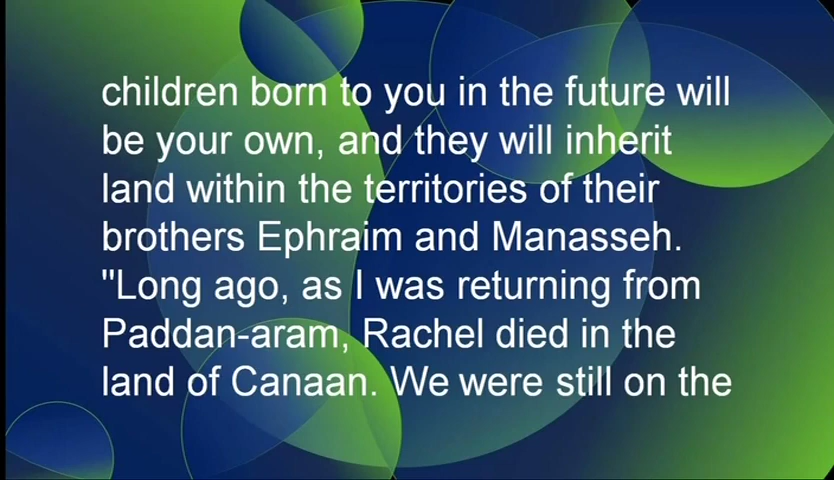 children born to you in the future will
be your own, and they will inherit
land within the territories of their
brothers Ephraim and Manasseh.
"Long ago, as I was returning from
Paddan-aram, Rachel died in the
land of Canaan. We were still on the